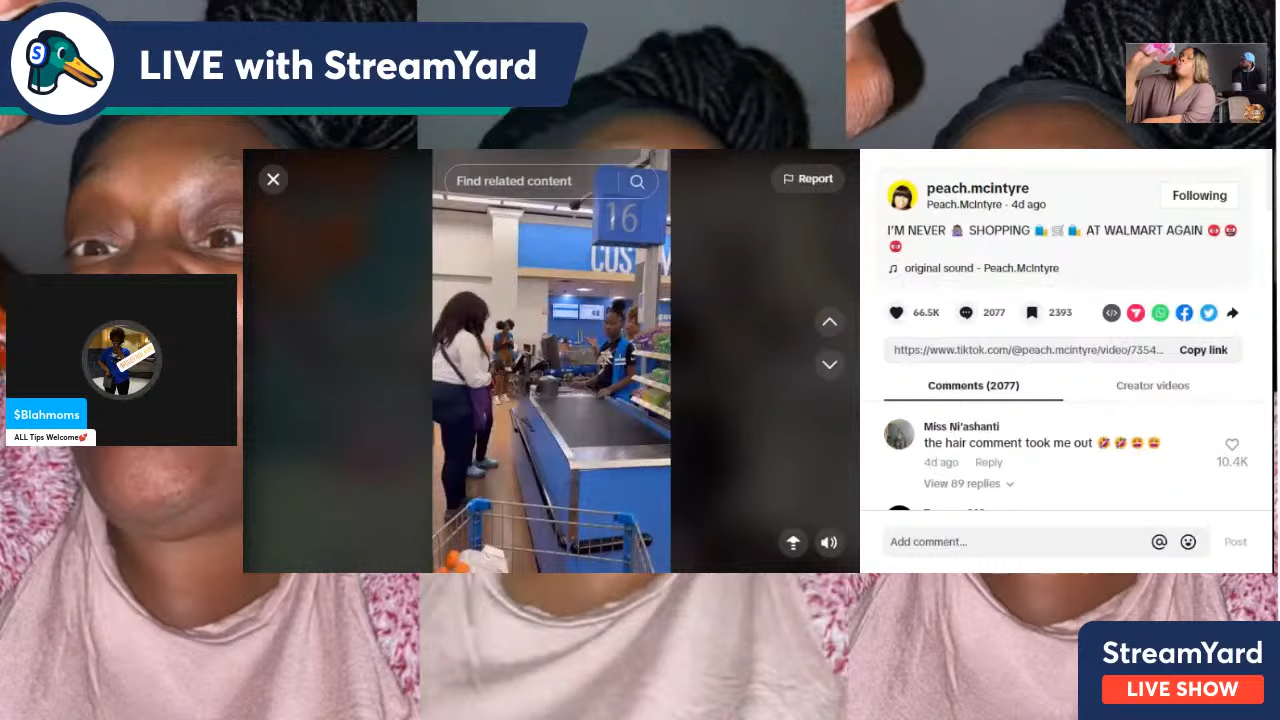 LIVE with StreamYard
S
Find related content
Report
16
CUS
peach.mcintyre
Peach.McIntyre · 4d ago
Following
I'M NEVER 🤦🏾‍♀️ SHOPPING 🛍️ 🛒 🛍️ AT WALMART AGAIN
original sound - Peach.McIntyre
66.5K
2077
2393
https://www.tiktok.com/@peach.mcintyre/video/7354...
Copy link
Comments (2077)
Creator videos
Miss Ni'ashanti
the hair comment took me out 🤣 🤣 😩 😩
4d ago
Reply
10.4K
View 89 replies
Add comment...
Post
$Blahmoms
ALL Tips Welcome💕
StreamYard
LIVE SHOW